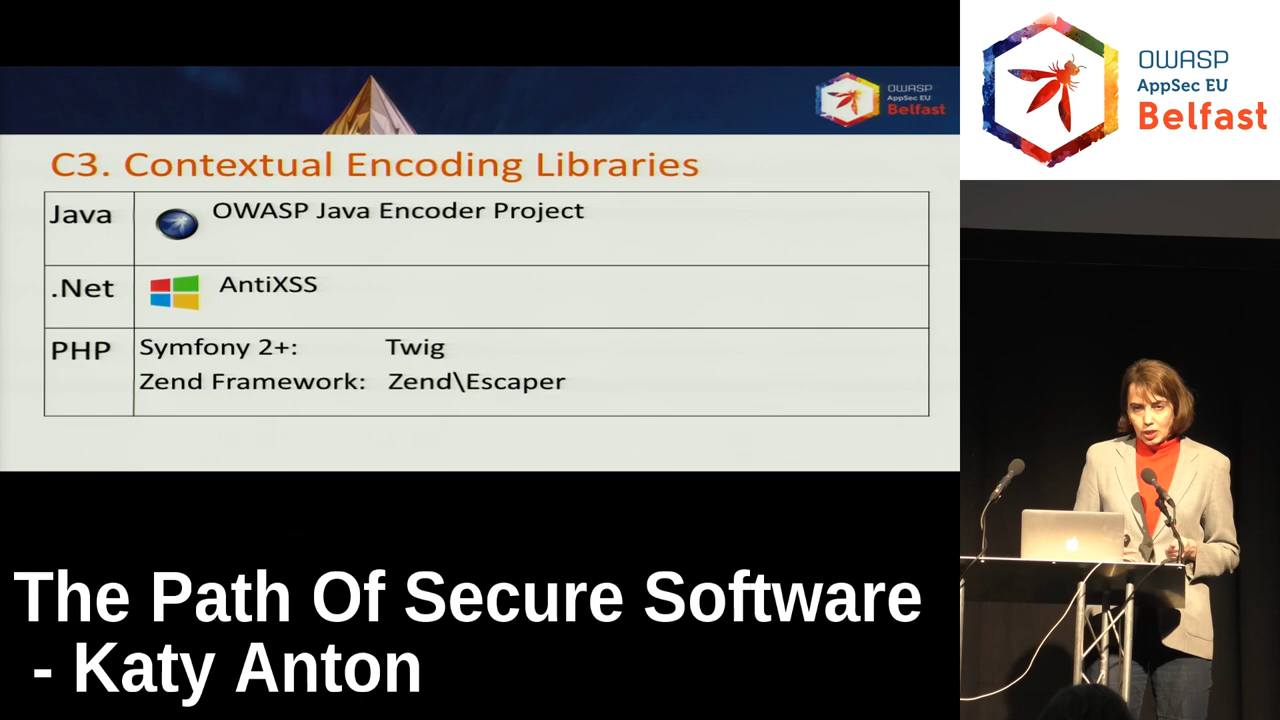 OWASP
AppSec EU
Belfast
C3. Contextual Encoding Libraries
Java OWASP Java Encoder Project
.Net AntiXSS
PHP Symfony 2+: Twig
Zend Framework: Zend\Escaper
OWASP
AppSec EU
Belfast
The Path Of Secure Software
- Katy Anton